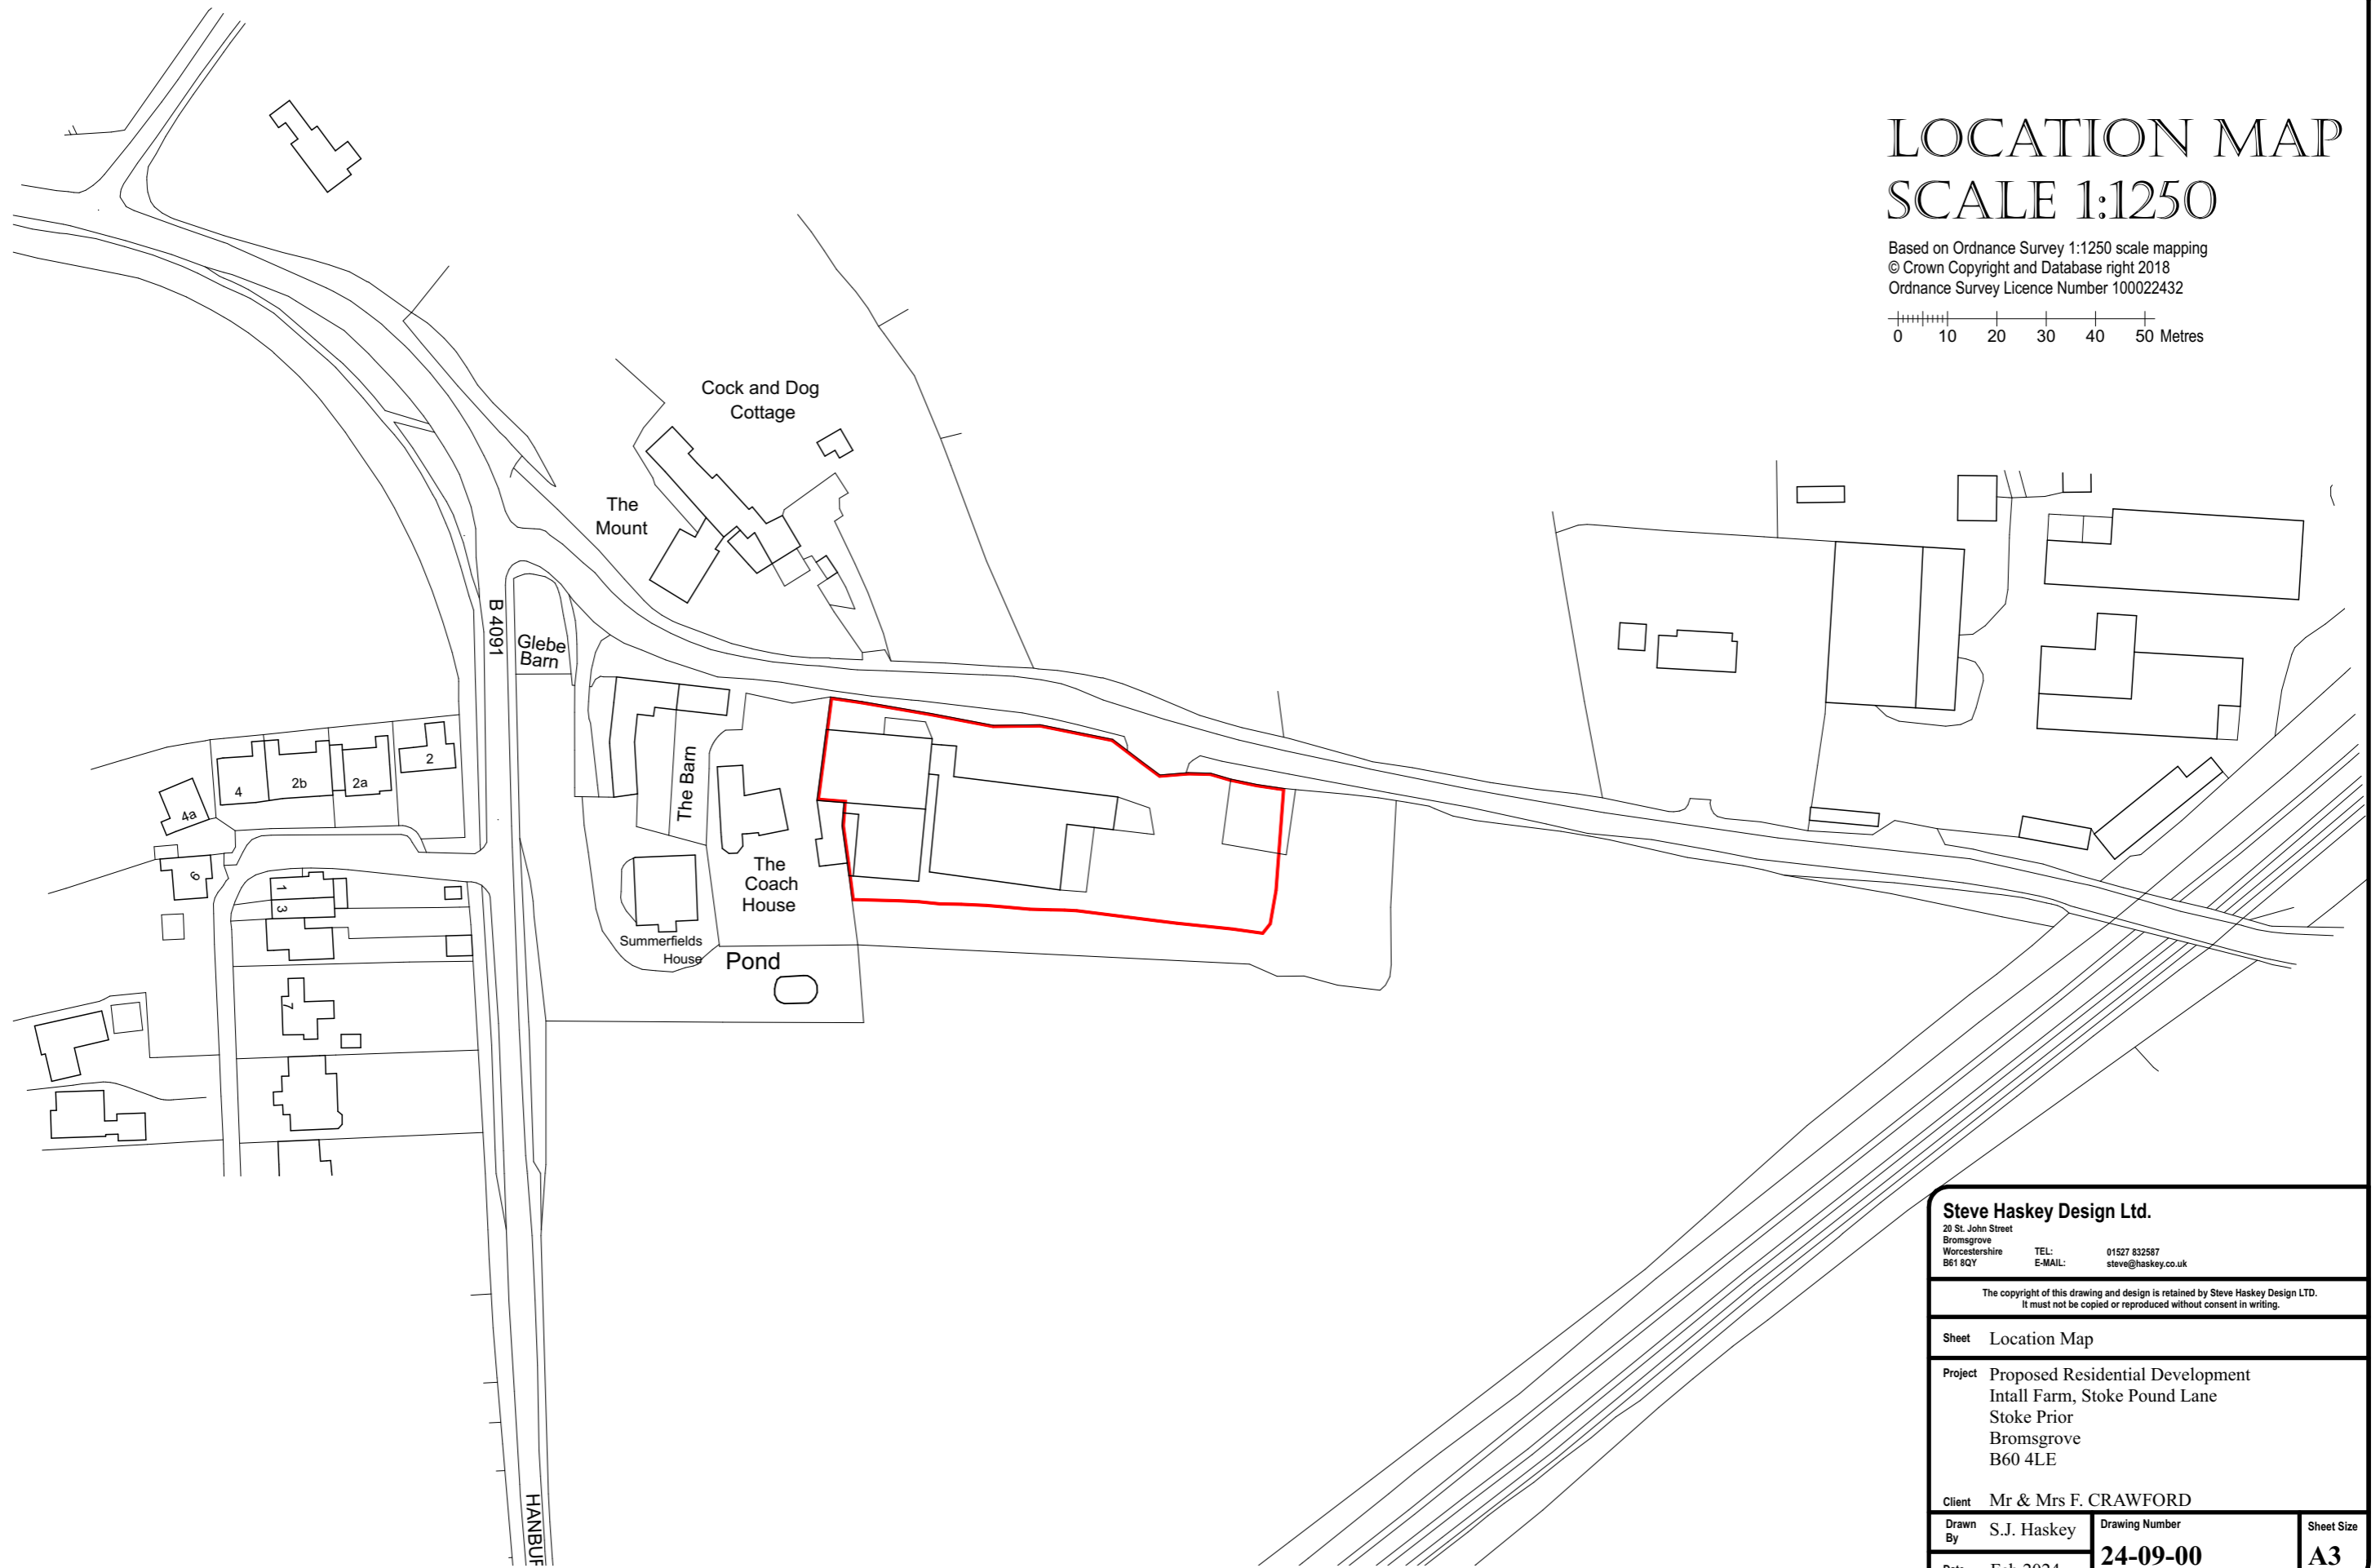 LOCATION MAP
SCALE 1:1250
Based on Ordnance Survey 1:1250 scale mapping
© Crown Copyright and Database right 2018
Ordnance Survey Licence Number 100022432
0 10 20 30 40 50 Metres
Cock and Dog
Cottage
The
Mount
B 4091
Glebe
Barn
The Barn
2
2a
2b
4
4a
9
1
3
7
The
Coach
House
Summerfields
House
Pond
HANBUR
Steve Haskey Design Ltd.
20 St. John Street
Bromsgrove
Worcestershire TEL: 01527 832587
B61 8QY E-MAIL: steve@haskey.co.uk
The copyright of this drawing and design is retained by Steve Haskey Design LTD.
It must not be copied or reproduced without consent in writing.
Sheet Location Map
Project Proposed Residential Development
Intall Farm, Stoke Pound Lane
Stoke Prior
Bromsgrove
B60 4LE
Client Mr & Mrs F. CRAWFORD
Drawn By S.J. Haskey
Drawing Number
24-09-00
Sheet Size
A3
Date Feb 2024